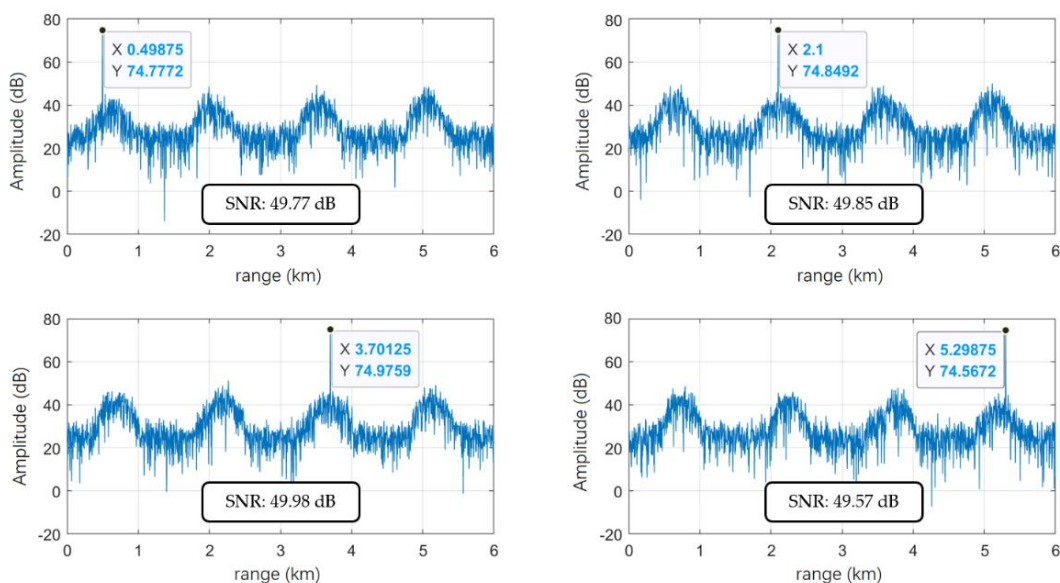 80
60
40
20
0
-20
Amplitude (dB)
X 0.49875
Y 74.7772
SNR: 49.77 dB
0 1 2 3 4 5 6
range (km)
80
60
40
20
0
-20
Amplitude (dB)
X 2.1
Y 74.8492
SNR: 49.85 dB
0 1 2 3 4 5 6
range (km)
80
60
40
20
0
-20
Amplitude (dB)
X 3.70125
Y 74.9759
SNR: 49.98 dB
0 1 2 3 4 5 6
range (km)
80
60
40
20
0
-20
Amplitude (dB)
X 5.29875
Y 74.5672
SNR: 49.57 dB
0 1 2 3 4 5 6
range (km)